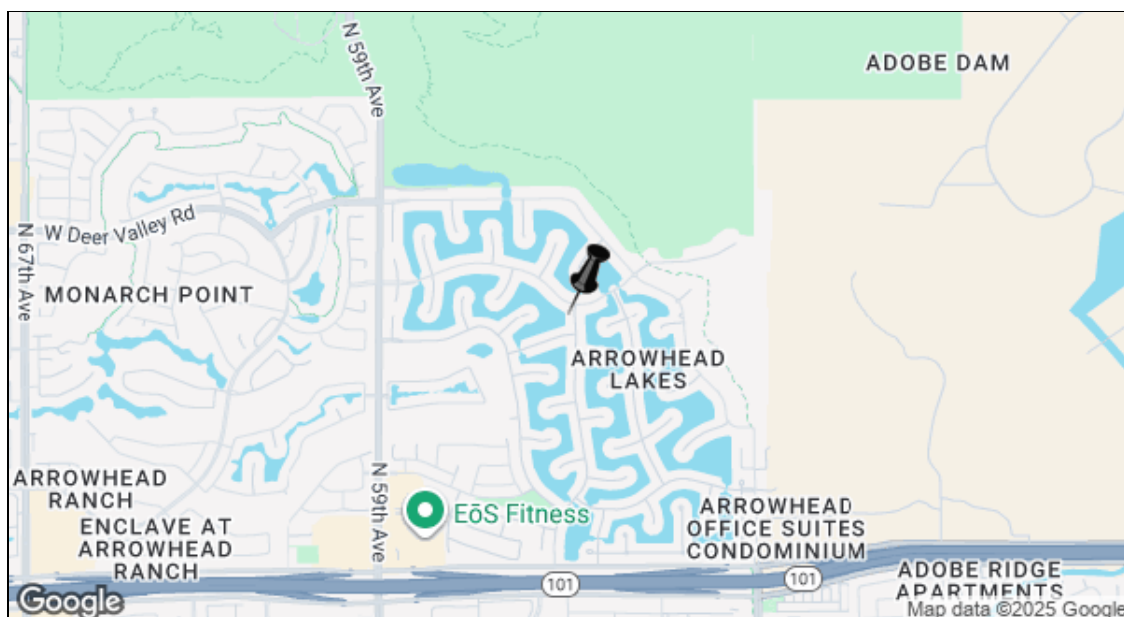 N 59th Ave
ADOBE DAM
W Deer Valley Rd
N 67th Ave
MONARCH POINT
ARROWHEAD
LAKES
ARROWHEAD
RANCH
N 59th Ave
EōS Fitness
ENCLAVE AT
ARROWHEAD
RANCH
ARROWHEAD
OFFICE SUITES
CONDOMINIUM
101
101
ADOBE RIDGE
APARTMENTS
Google
Map data ©2025 Google